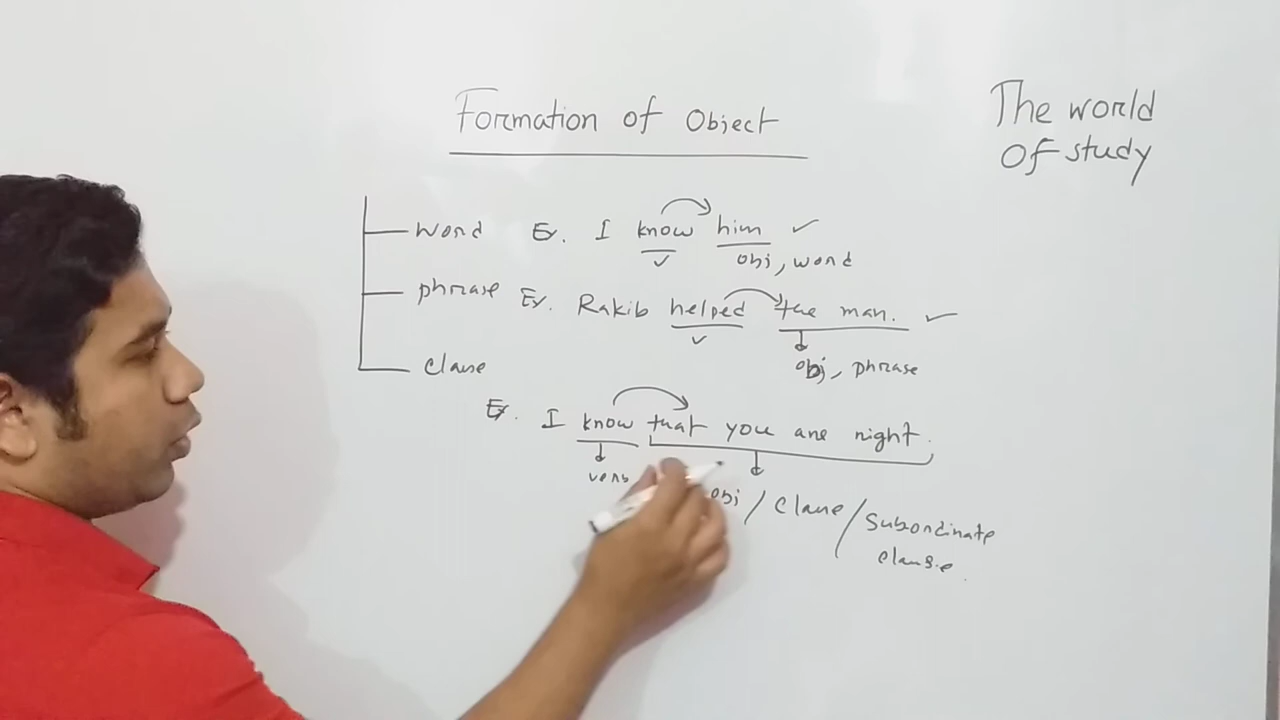 Formation of Object
The world
Of study
word Ex. I know him ✓
✓ obj, word
phrase Ex. Rakib helped the man. ✓
✓ obj, phrase
Clause
Ex. I know that you are right.
verb
obj / Clause / Subordinate
clause.